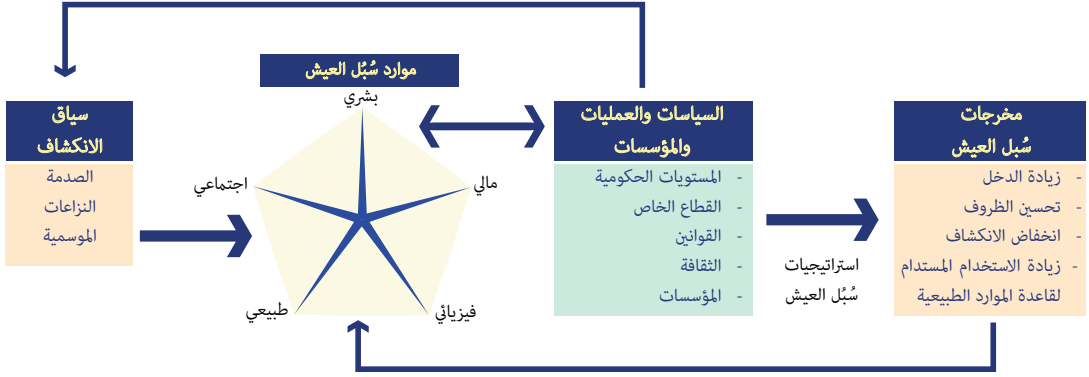 موارد سُبُل العيش
بشري
مالي
فيزيائي
طبيعي
اجتماعي
سياق
الانكشاف
الصدمة
النزاعات
الموسمية
السياسات والعمليات
والمؤسسات
- المستويات الحكومية
- القطاع الخاص
- القوانين
- الثقافة
- المؤسسات
استراتيجيات
سُبُل العيش
مخرجات
سُبل العيش
- زيادة الدخل
- تحسين الظروف
- انخفاض الانكشاف
- زيادة الاستخدام المستدام
لقاعدة الموارد الطبيعية